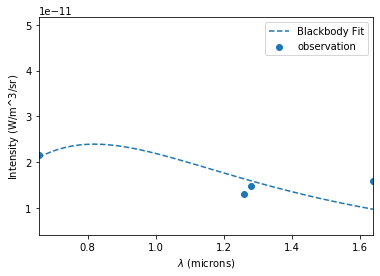 1e−11
5
4
3
2
1
Intensity (W/m^3/sr)
Blackbody Fit
observation
0.8 1.0 1.2 1.4 1.6
λ (microns)